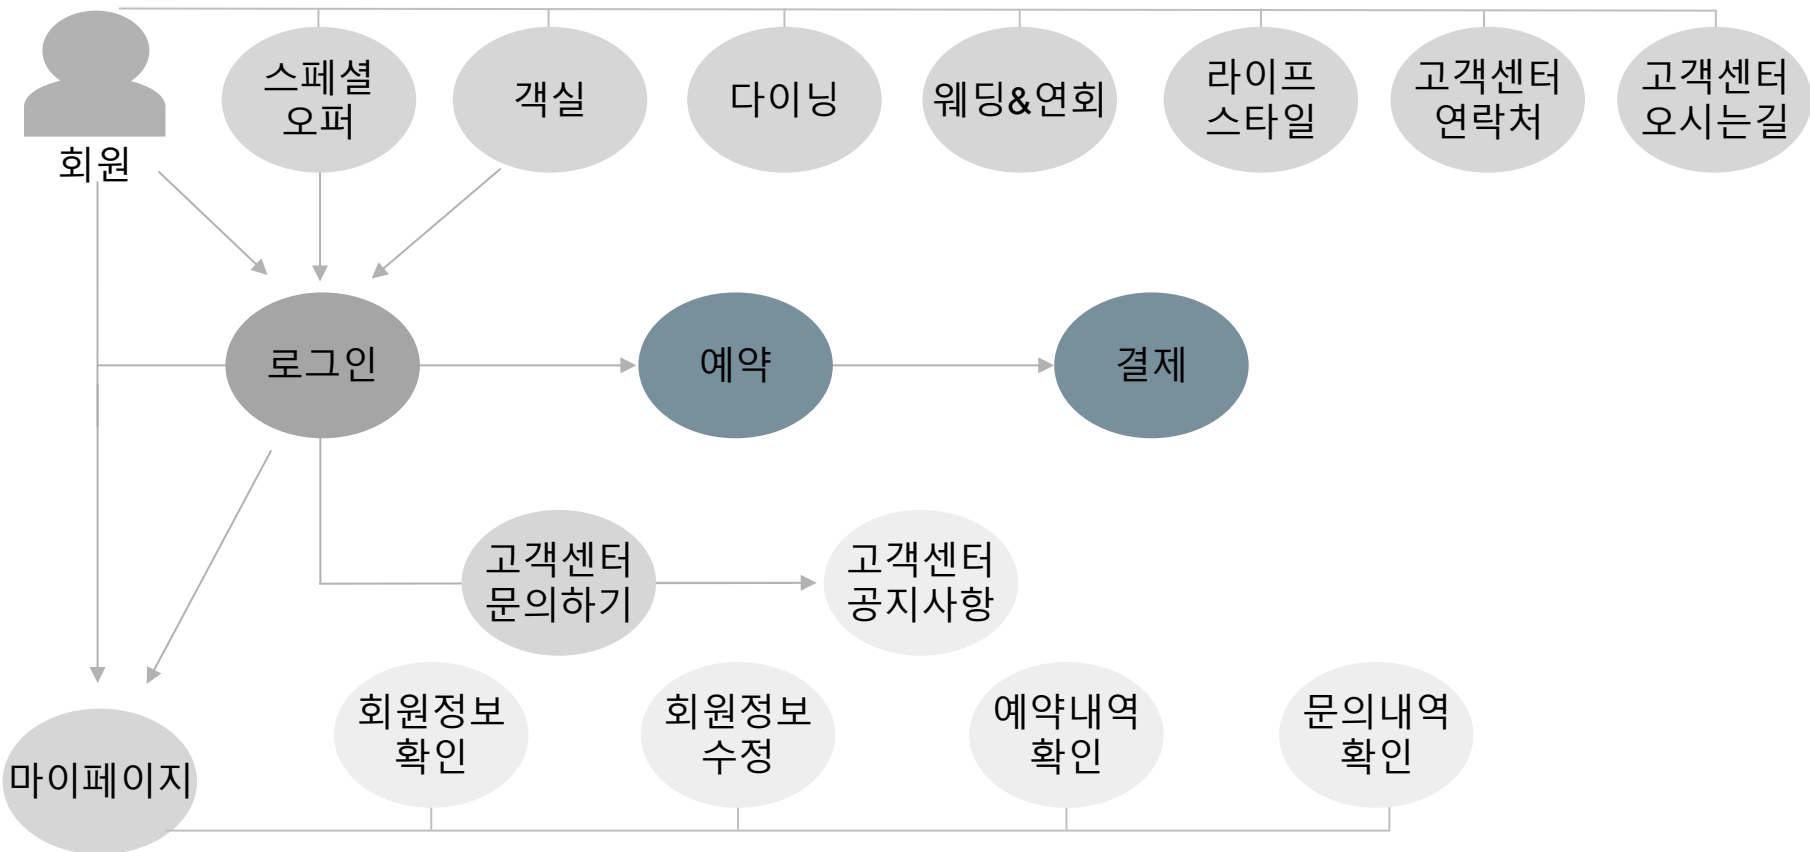 스페셜
오퍼
객실
다이닝
웨딩&연회
라이프
스타일
고객센터
연락처
고객센터
오시는길
회원
로그인
예약
결제
고객센터
문의하기
고객센터
공지사항
회원정보
확인
회원정보
수정
예약내역
확인
문의내역
확인
마이페이지